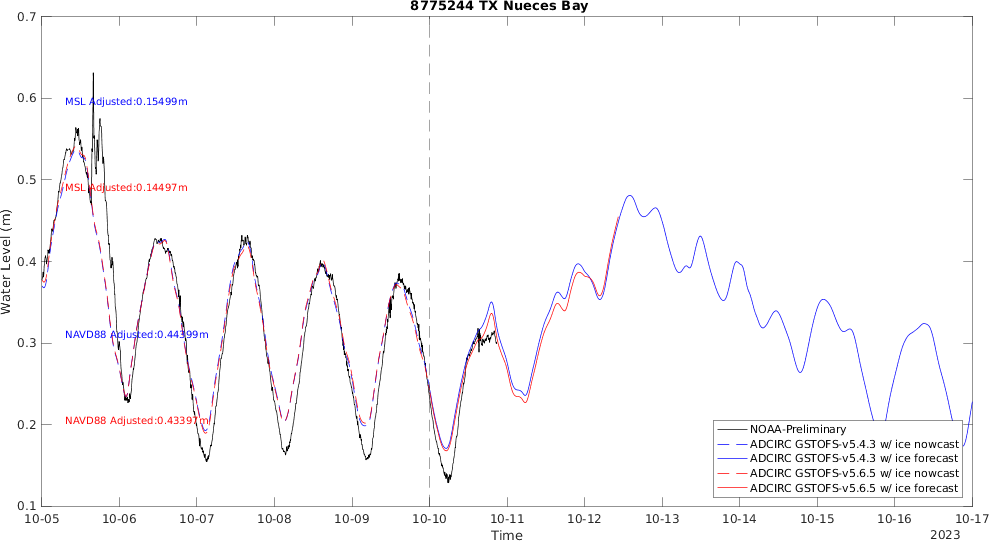 8775244 TX Nueces Bay
0.7
0.6
0.5
0.4
0.3
0.2
0.1
Water Level (m)
MSL Adjusted:0.15499m
MSL Adjusted:0.14497m
NAVD88 Adjusted:0.44399m
NAVD88 Adjusted:0.43397m
NOAA-Preliminary
ADCIRC GSTOFS-v5.4.3 w/ ice nowcast
ADCIRC GSTOFS-v5.4.3 w/ ice forecast
ADCIRC GSTOFS-v5.6.5 w/ ice nowcast
ADCIRC GSTOFS-v5.6.5 w/ ice forecast
10-05 10-06 10-07 10-08 10-09 10-10 10-11 10-12 10-13 10-14 10-15 10-16 10-17
Time
2023